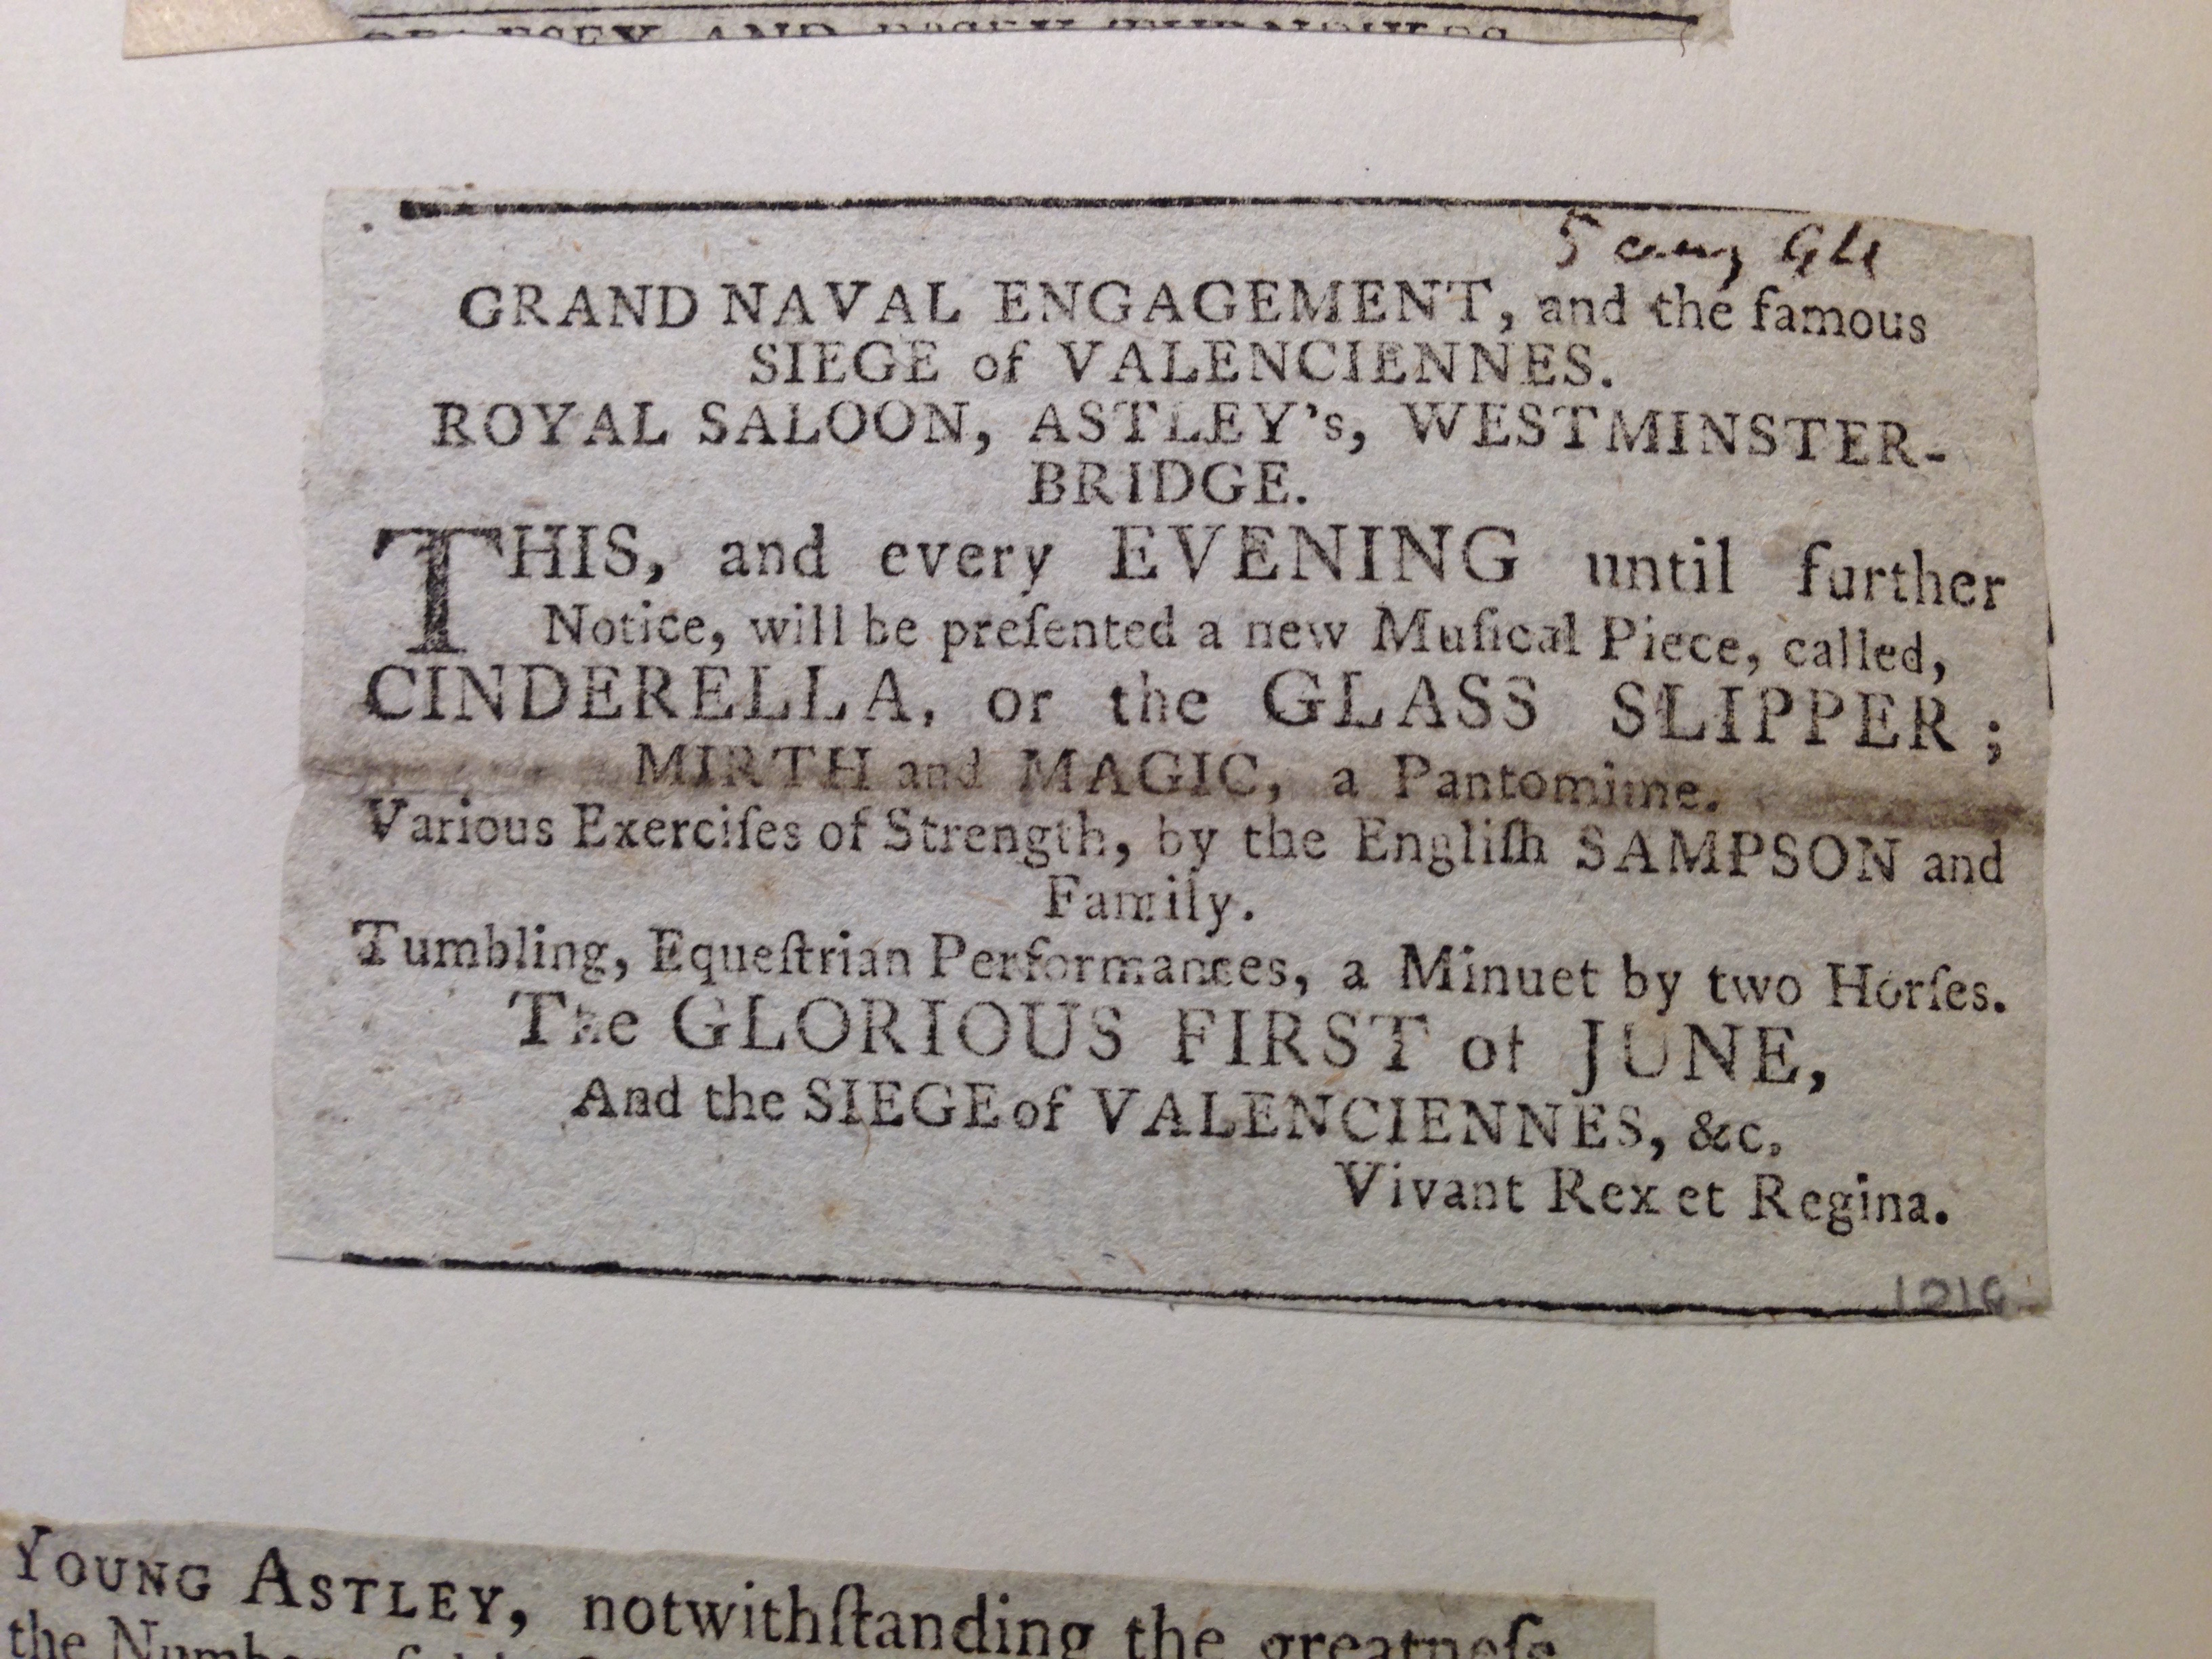 GRAND NAVAL ENGAGEMENT, and the famous
SIEGE of VALENCIENNES.
ROYAL SALOON, ASTLEY's, WESTMINSTER-
BRIDGE.
THIS, and every EVENING until further
Notice, will be preſented a new Muſical Piece, called,
CINDERELLA, or the GLASS SLIPPER;
MIRTH and MAGIC, a Pantomime.
Various Exerciſes of Strength, by the Engliſh SAMPSON and
Family.
Tumbling, Equeſtrian Performances, a Minuet by two Horſes.
The GLORIOUS FIRST of JUNE,
And the SIEGE of VALENCIENNES, &c.
Vivant Rex et Regina.
YOUNG ASTLEY, notwithſtanding the greatneſs
the